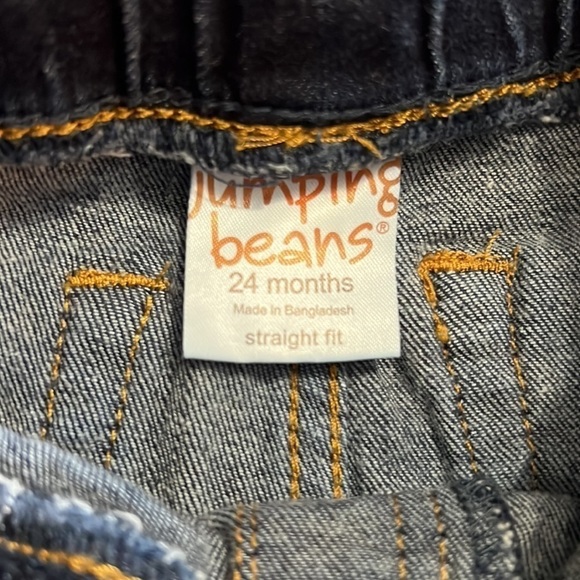 jumping
beans®
24 months
Made in Bangladesh
straight fit